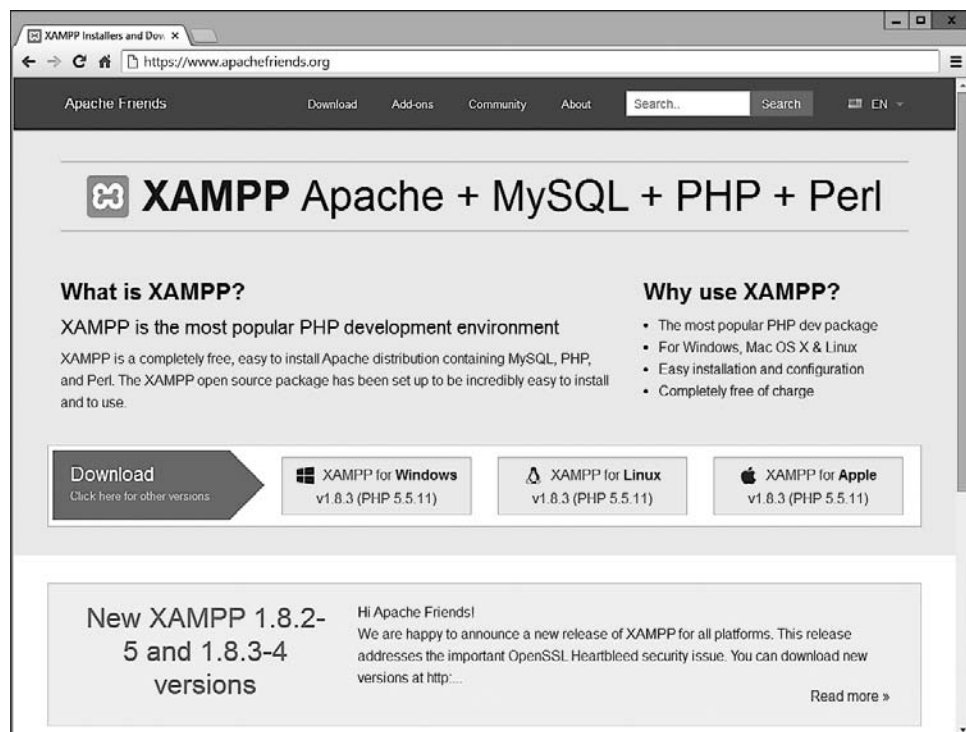 XAMPP Installers and Dow
https://www.apachefriends.org
Apache Friends
Download
Add-ons
Community
About
Search..
Search
EN
XAMPP Apache + MySQL + PHP + Perl
What is XAMPP?
XAMPP is the most popular PHP development environment
XAMPP is a completely free, easy to install Apache distribution containing MySQL, PHP,
and Perl. The XAMPP open source package has been set up to be incredibly easy to install
and to use.
Why use XAMPP?
• The most popular PHP dev package
• For Windows, Mac OS X & Linux
• Easy installation and configuration
• Completely free of charge
Download
Click here for other versions
XAMPP for Windows
v1.8.3 (PHP 5.5.11)
XAMPP for Linux
v1.8.3 (PHP 5.5.11)
XAMPP for Apple
v1.8.3 (PHP 5.5.11)
New XAMPP 1.8.2-
5 and 1.8.3-4
versions
Hi Apache Friends!
We are happy to announce a new release of XAMPP for all platforms. This release
addresses the important OpenSSL Heartbleed security issue. You can download new
versions at http:...
Read more »